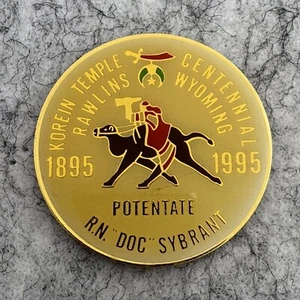 KOREIN TEMPLE CENTENNIAL
RAWLINS WYOMING
1895 1995
POTENTATE
R.N. "DOC" SYBRANT